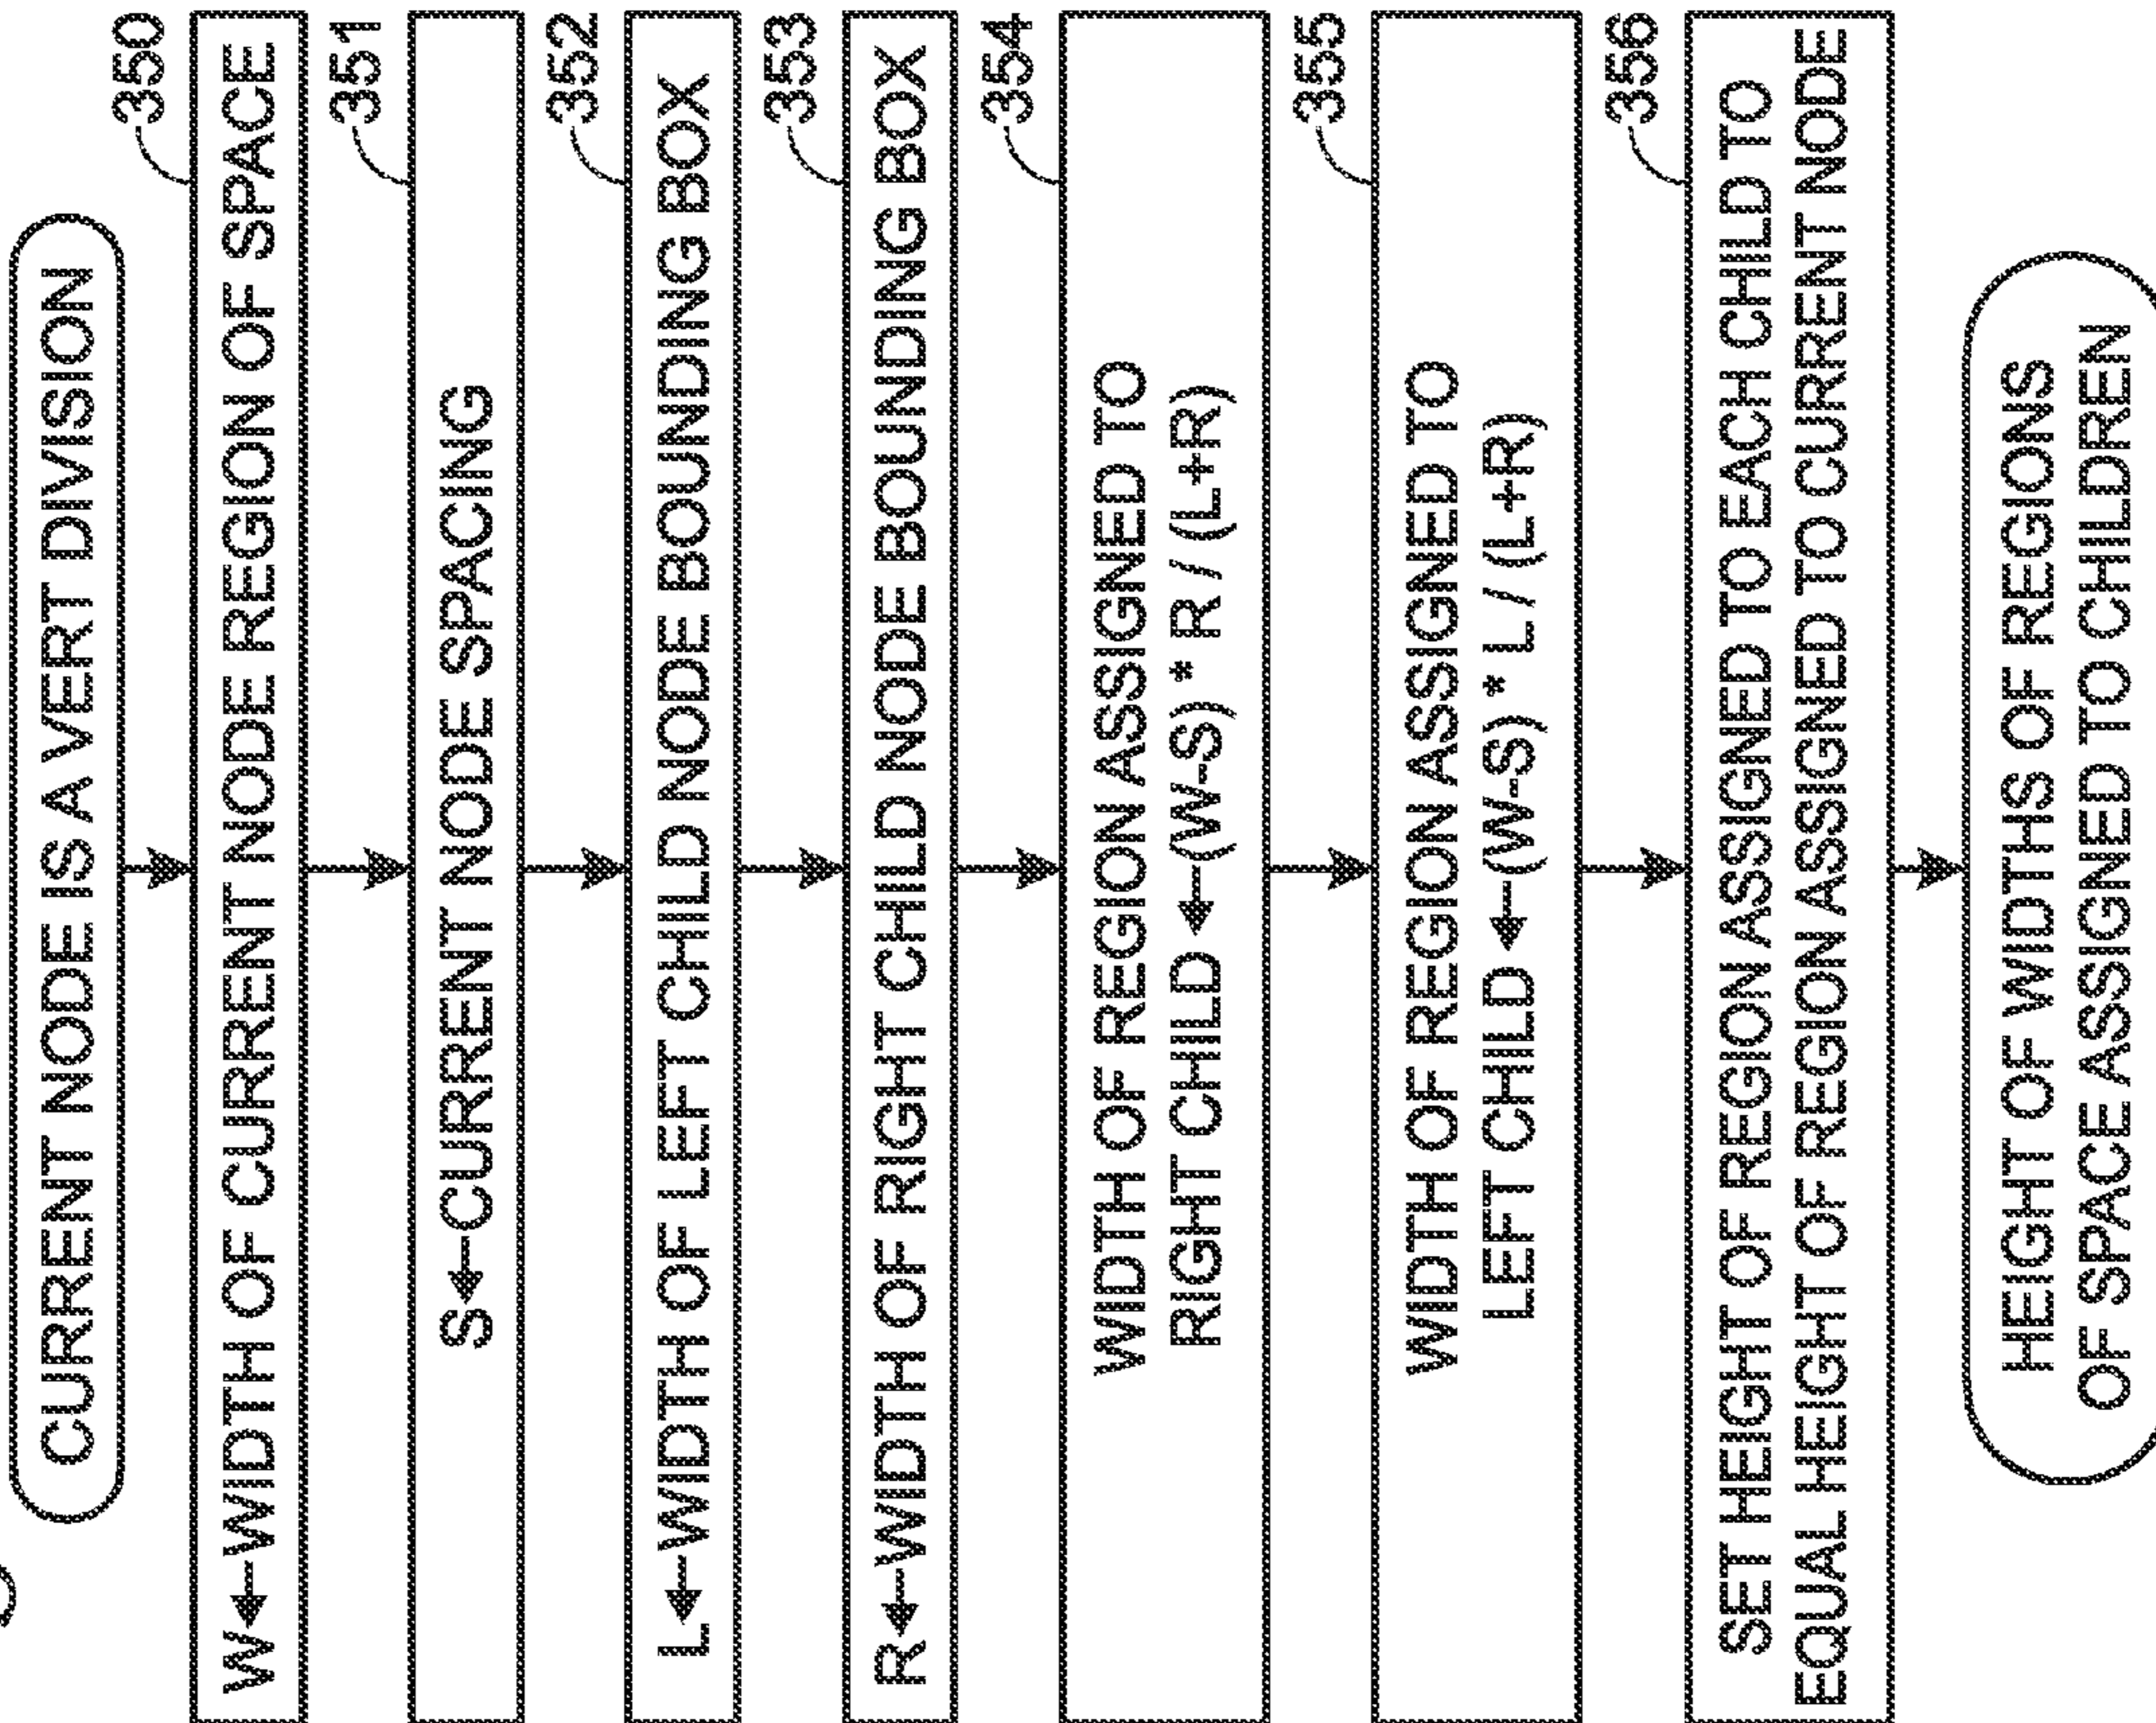 CURRENT NODE IS A VERT DIVISION
350
W←WIDTH OF CURRENT NODE REGION OF SPACE
351
S←CURRENT NODE SPACING
352
L←WIDTH OF LEFT CHILD NODE BOUNDING BOX
353
R←WIDTH OF RIGHT CHILD NODE BOUNDING BOX
354
WIDTH OF REGION ASSIGNED TO
RIGHT CHILD ←(W-S) * R / (L+R)
355
WIDTH OF REGION ASSIGNED TO
LEFT CHILD ←(W-S) * L / (L+R)
356
SET HEIGHT OF REGION ASSIGNED TO EACH CHILD TO
EQUAL HEIGHT OF REGION ASSIGNED TO CURRENT NODE
HEIGHT OF WIDTHS OF REGIONS
OF SPACE ASSIGNED TO CHILDREN